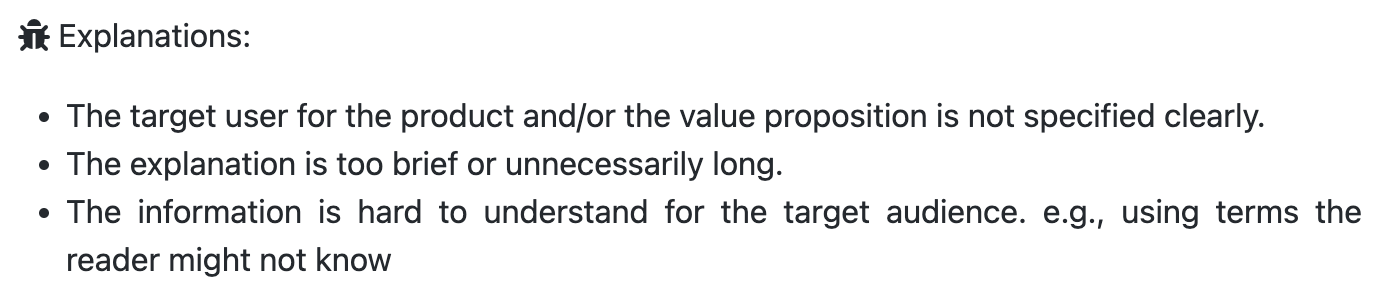 Explanations:
• The target user for the product and/or the value proposition is not specified clearly.
• The explanation is too brief or unnecessarily long.
• The information is hard to understand for the target audience. e.g., using terms the
reader might not know